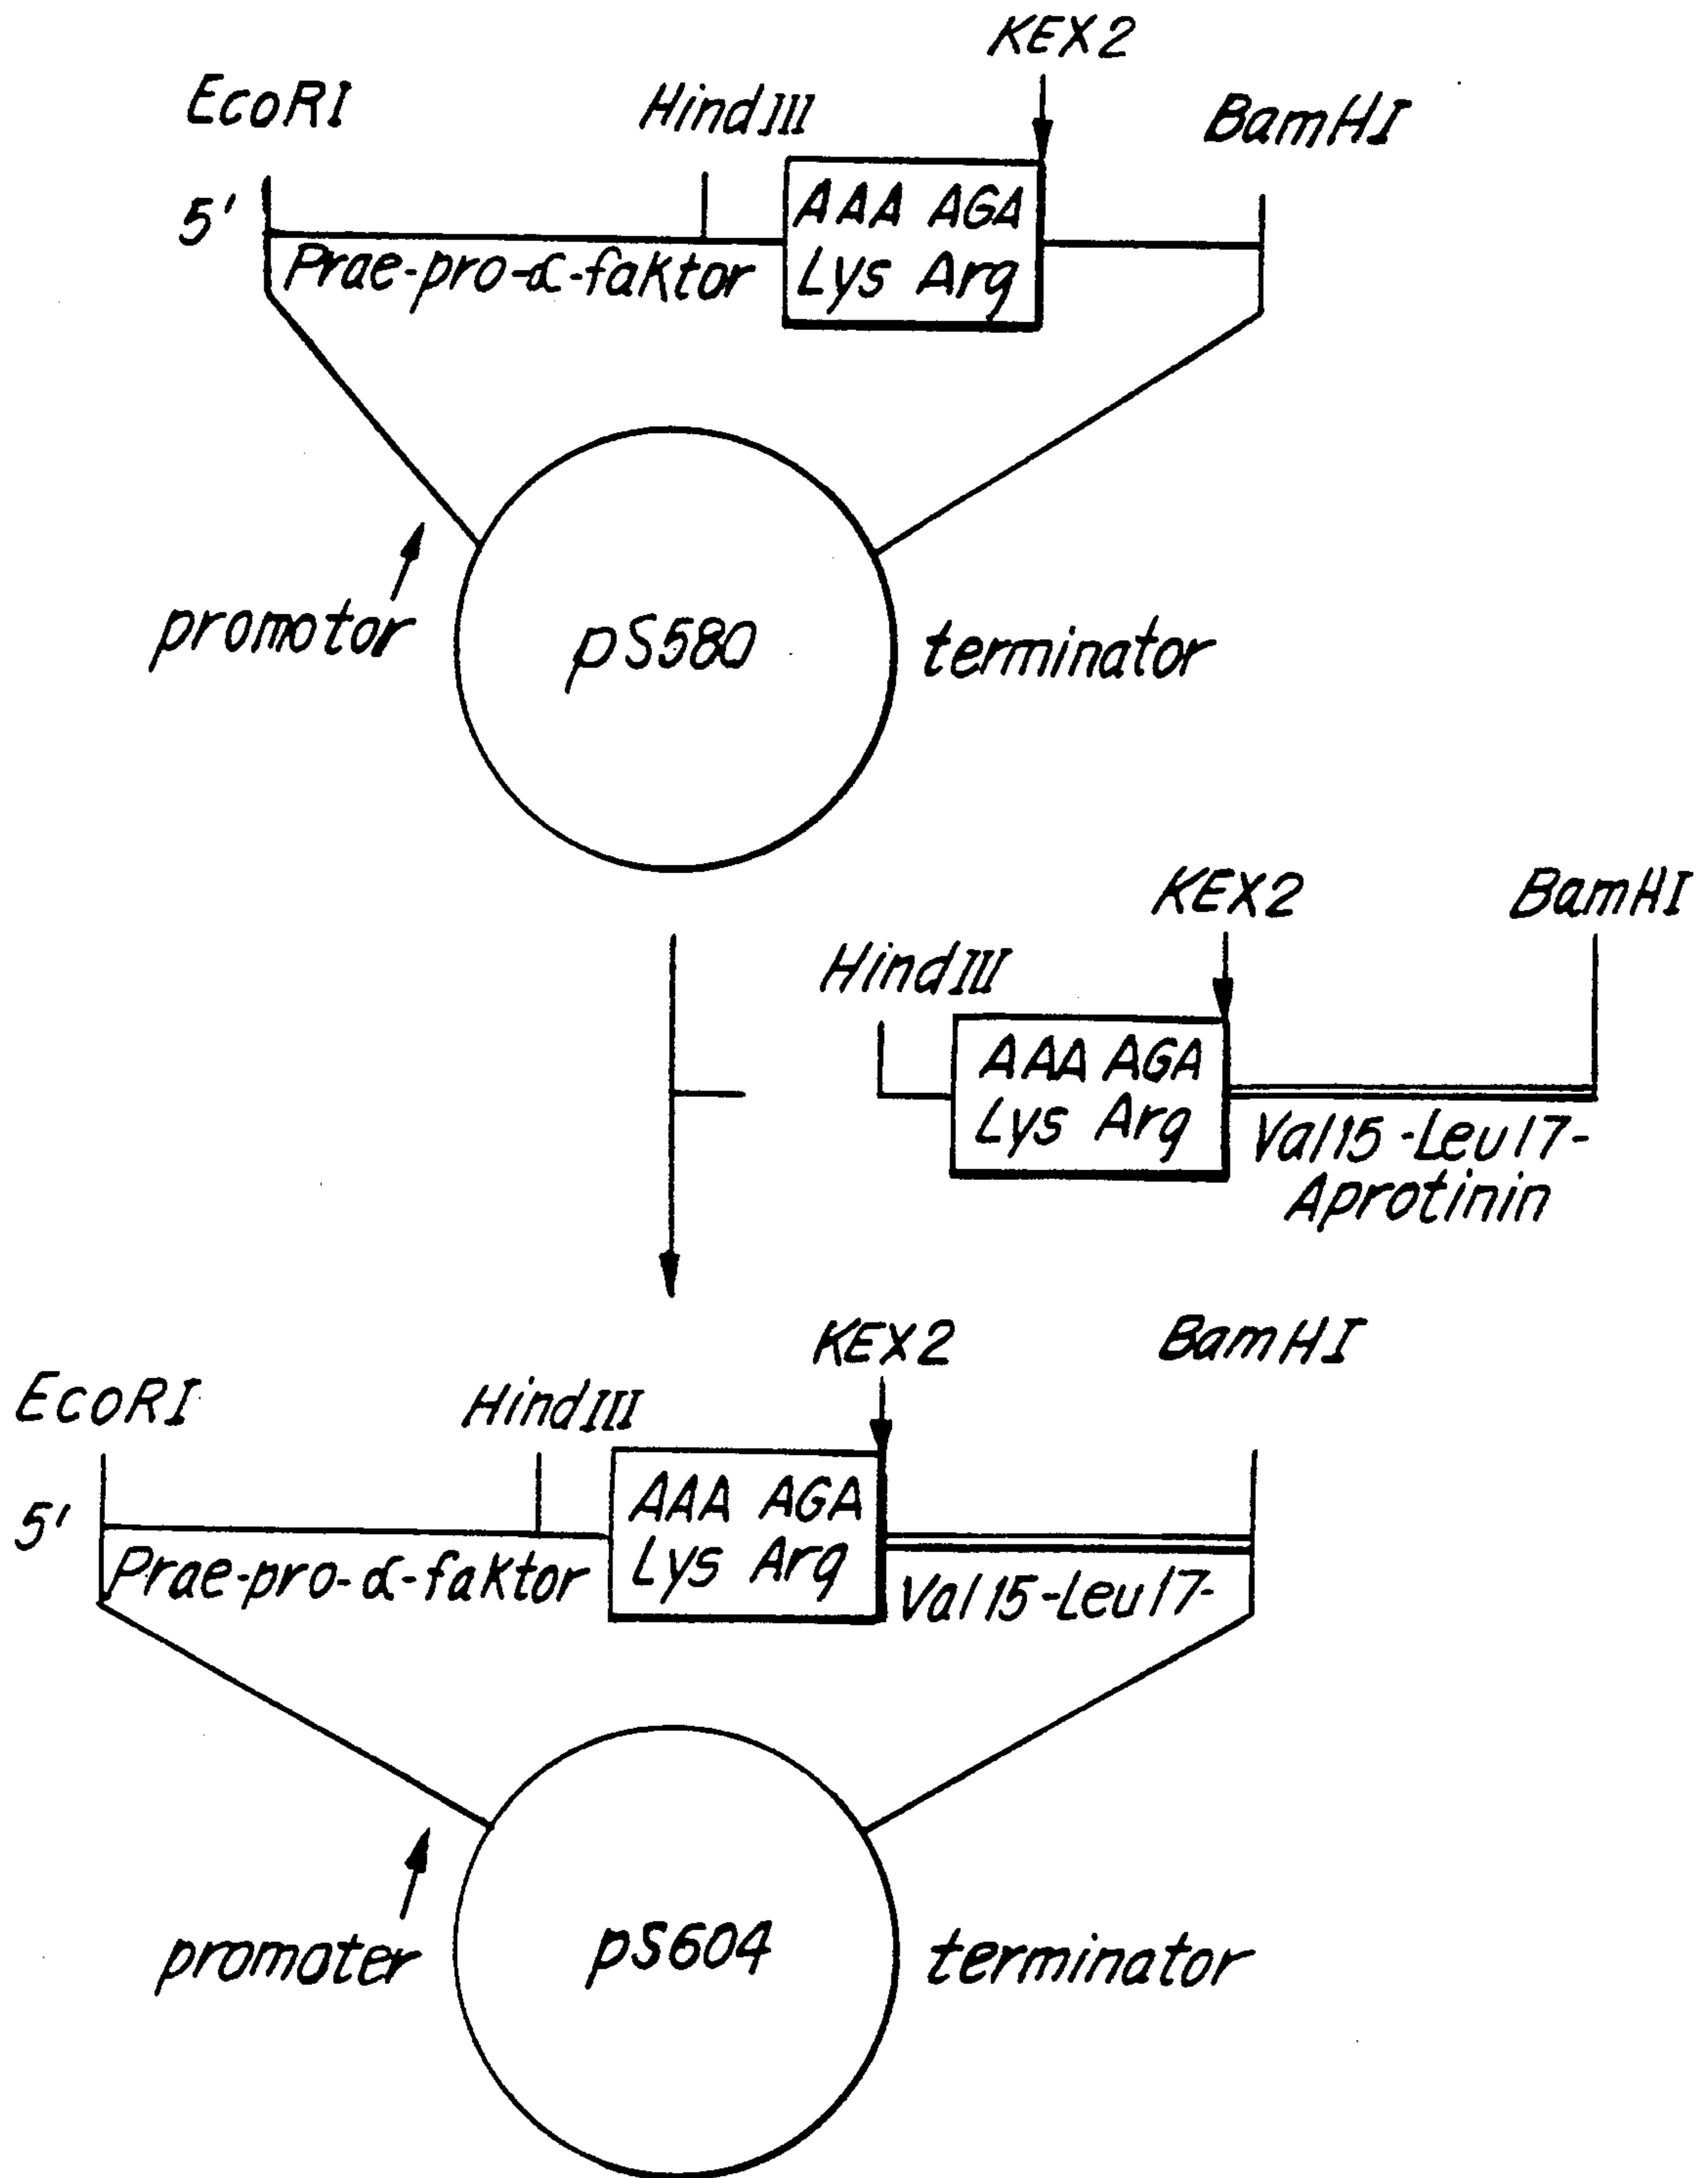 KEX2
EcoRI
HindIII
BamHI
5'
AAA AGA
Prae-pro-α-faktor
Lys Arg
promotor
pS580
terminator
KEX2
BamHI
HindIII
AAA AGA
Lys Arg
Val15-Leu17-
Aprotinin
KEX2
BamHI
EcoRI
HindIII
5'
AAA AGA
Prae-pro-α-faktor
Lys Arg
Val15-Leu17-
promoter
pS604
terminator